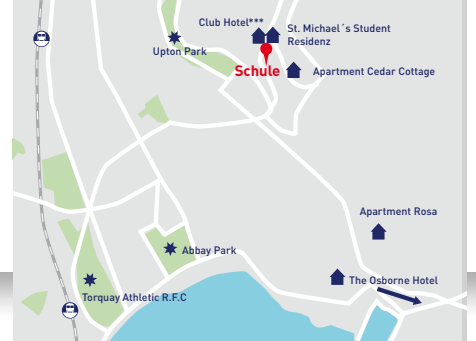 Club Hotel***
St. Michael´s Student
Residenz
Upton Park
Schule
Apartment Cedar Cottage
Apartment Rosa
Abbay Park
The Osborne Hotel
Torquay Athletic R.F.C